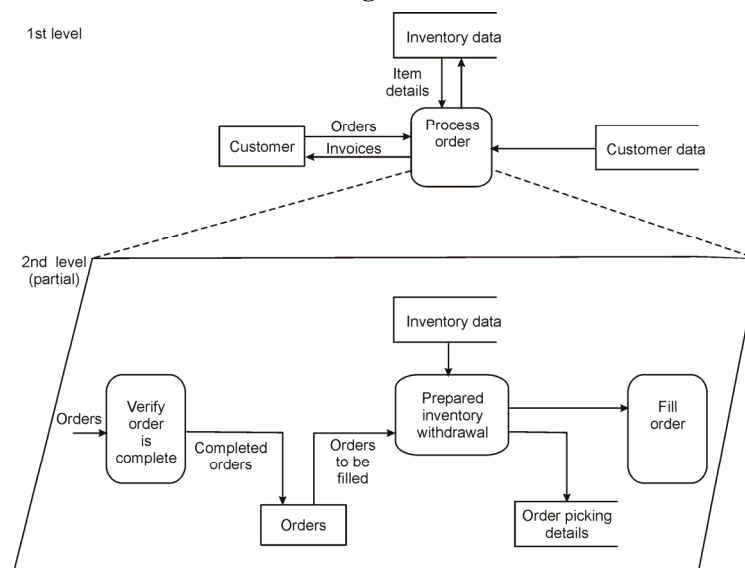 1st level
Inventory data
Item
details
Process
order
Orders
Customer
Invoices
Customer data
2nd level
(partial)
Inventory data
Orders
Verify
order
is
complete
Completed
orders
Orders
to be
filled
Prepared
inventory
withdrawal
Fill
order
Orders
Order picking
details